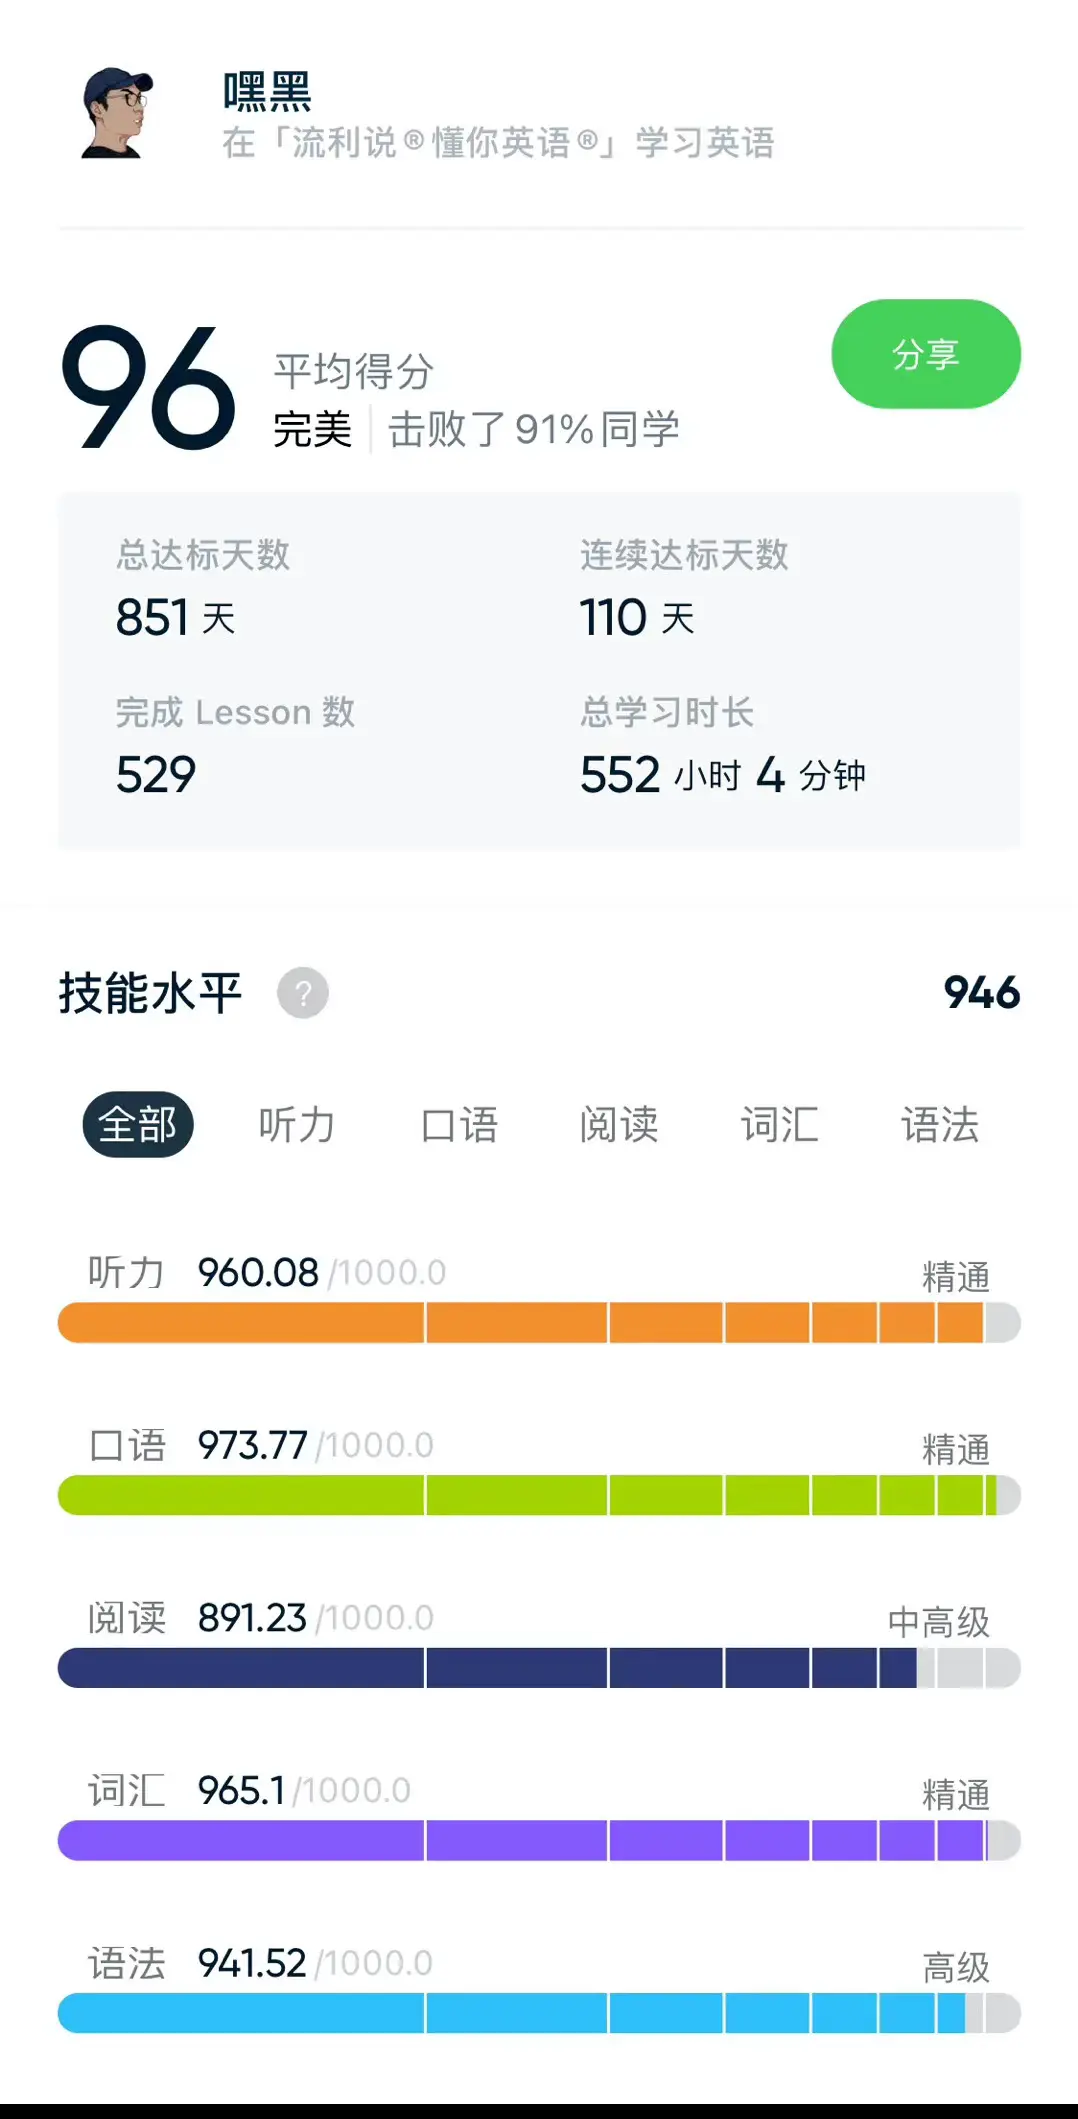 嘿黑
在「流利说®懂你英语®」学习英语
96
平均得分
完美 击败了91%同学
分享
总达标天数
851 天
连续达标天数
110 天
完成 Lesson 数
529
总学习时长
552 小时 4 分钟
技能水平 ?
946
全部 听力 口语 阅读 词汇 语法
听力 960.08/1000.0 精通
口语 973.77/1000.0 精通
阅读 891.23/1000.0 中高级
词汇 965.1/1000.0 精通
语法 941.52/1000.0 高级